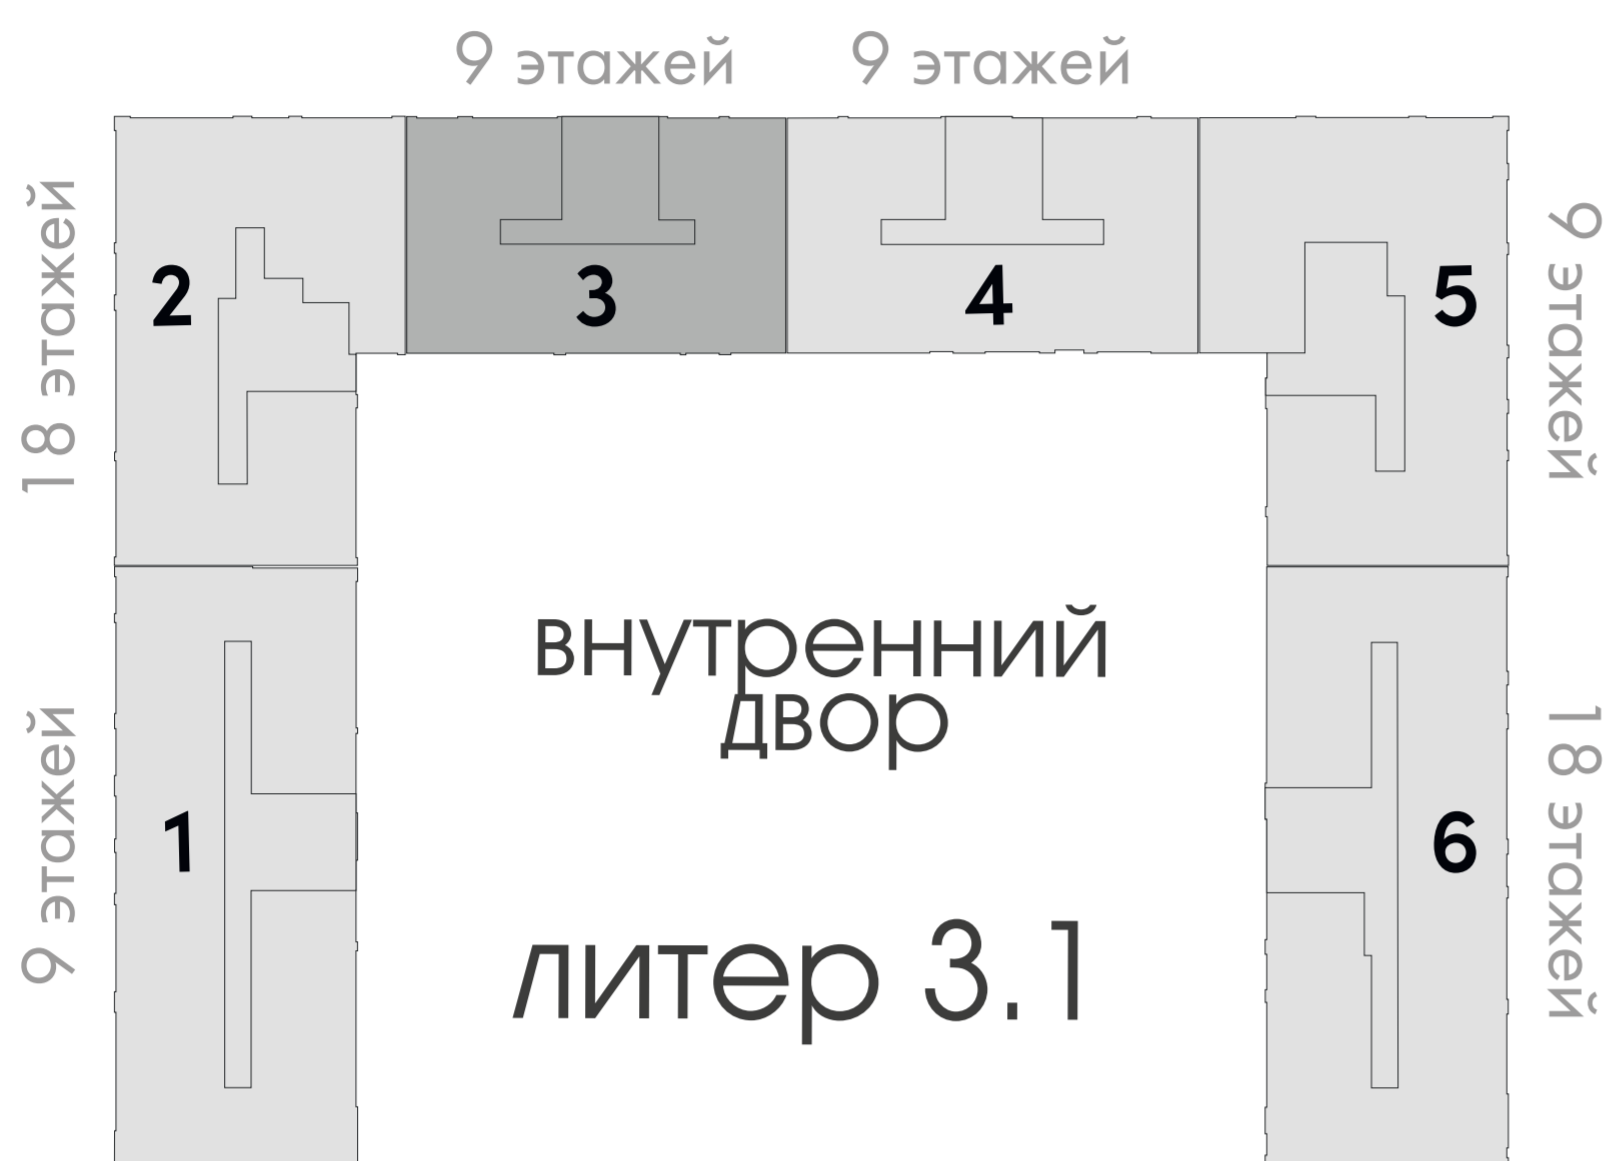 9 этажей
9 этажей
18 этажей
2
3
4
5
9 этажей
внутренний
двор
9 этажей
1
6
18 этажей
литер 3.1